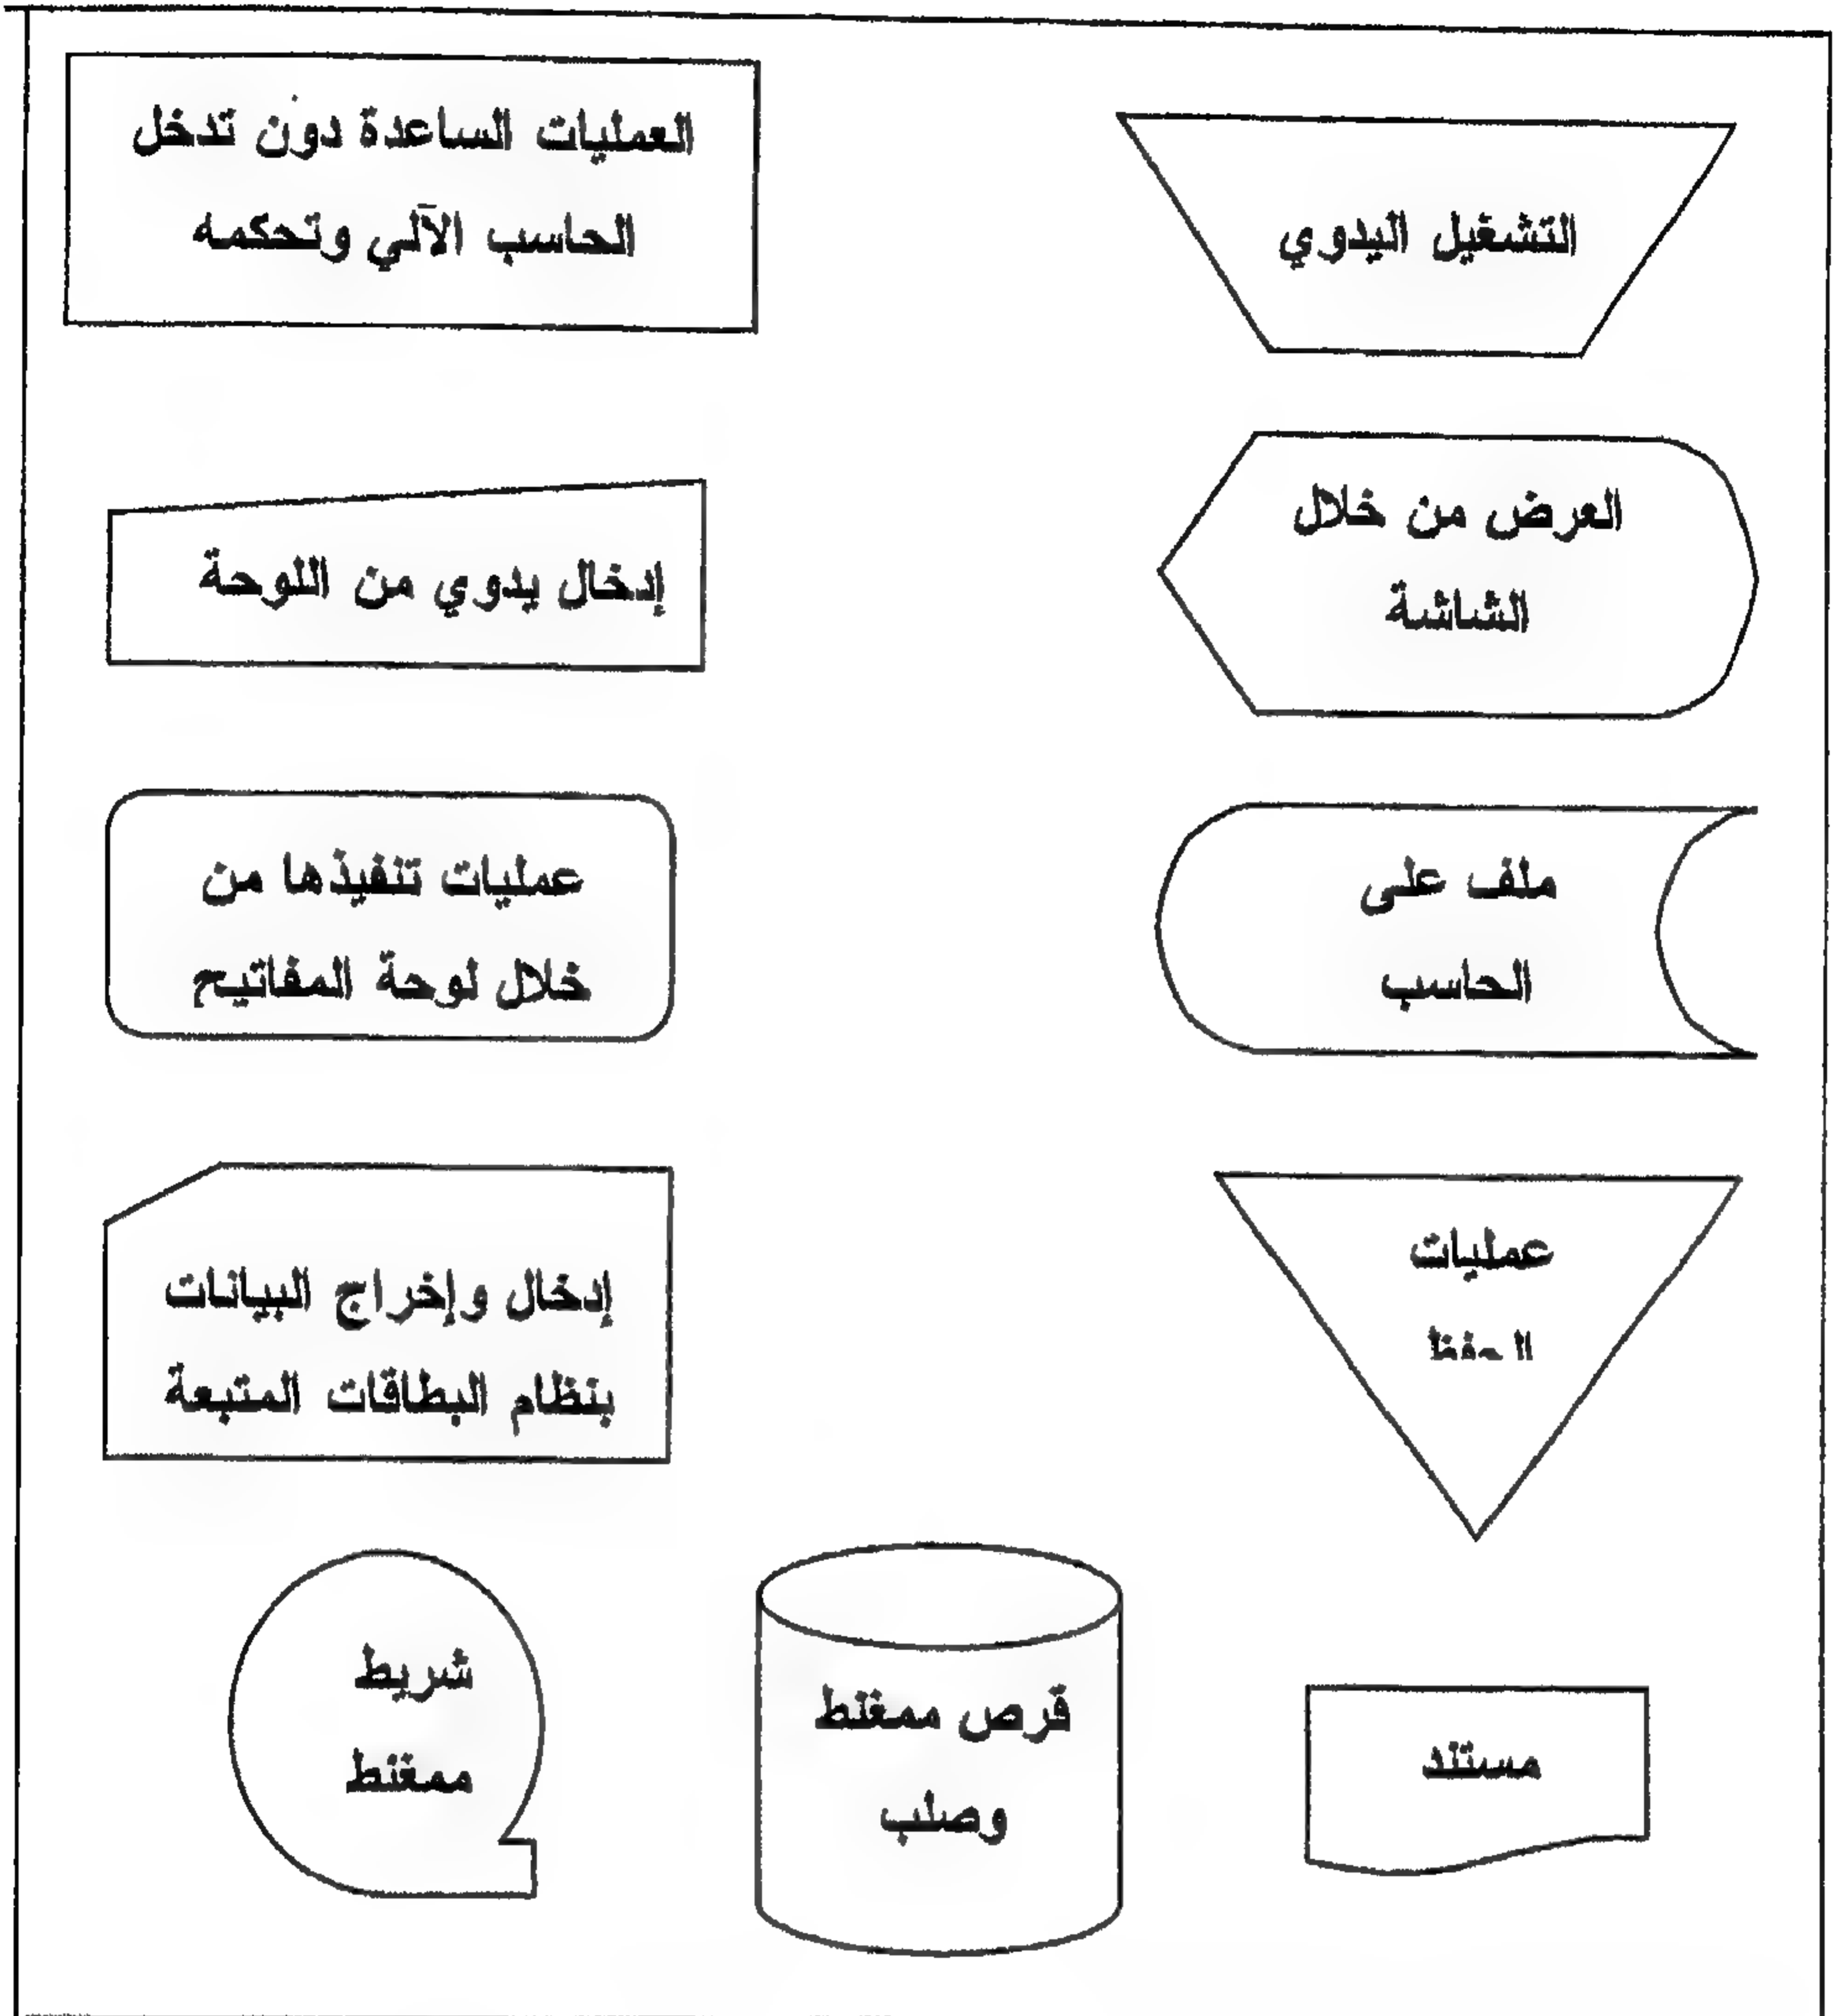 التشغيل اليدوي
العمليات الساعدة دون تدخل
الحاسب الآلي وتحكمه
العرض من خلال
الشاشة
إدخال يدوي من اللوحة
ملف على
الحاسب
عمليات تنفيذها من
خلال لوحة المفاتيح
عمليات
الحفظ
إدخال وإخراج البيانات
بنظام البطاقات المتبعة
مستند
قرص ممغنط
وصلب
شريط
ممغنط